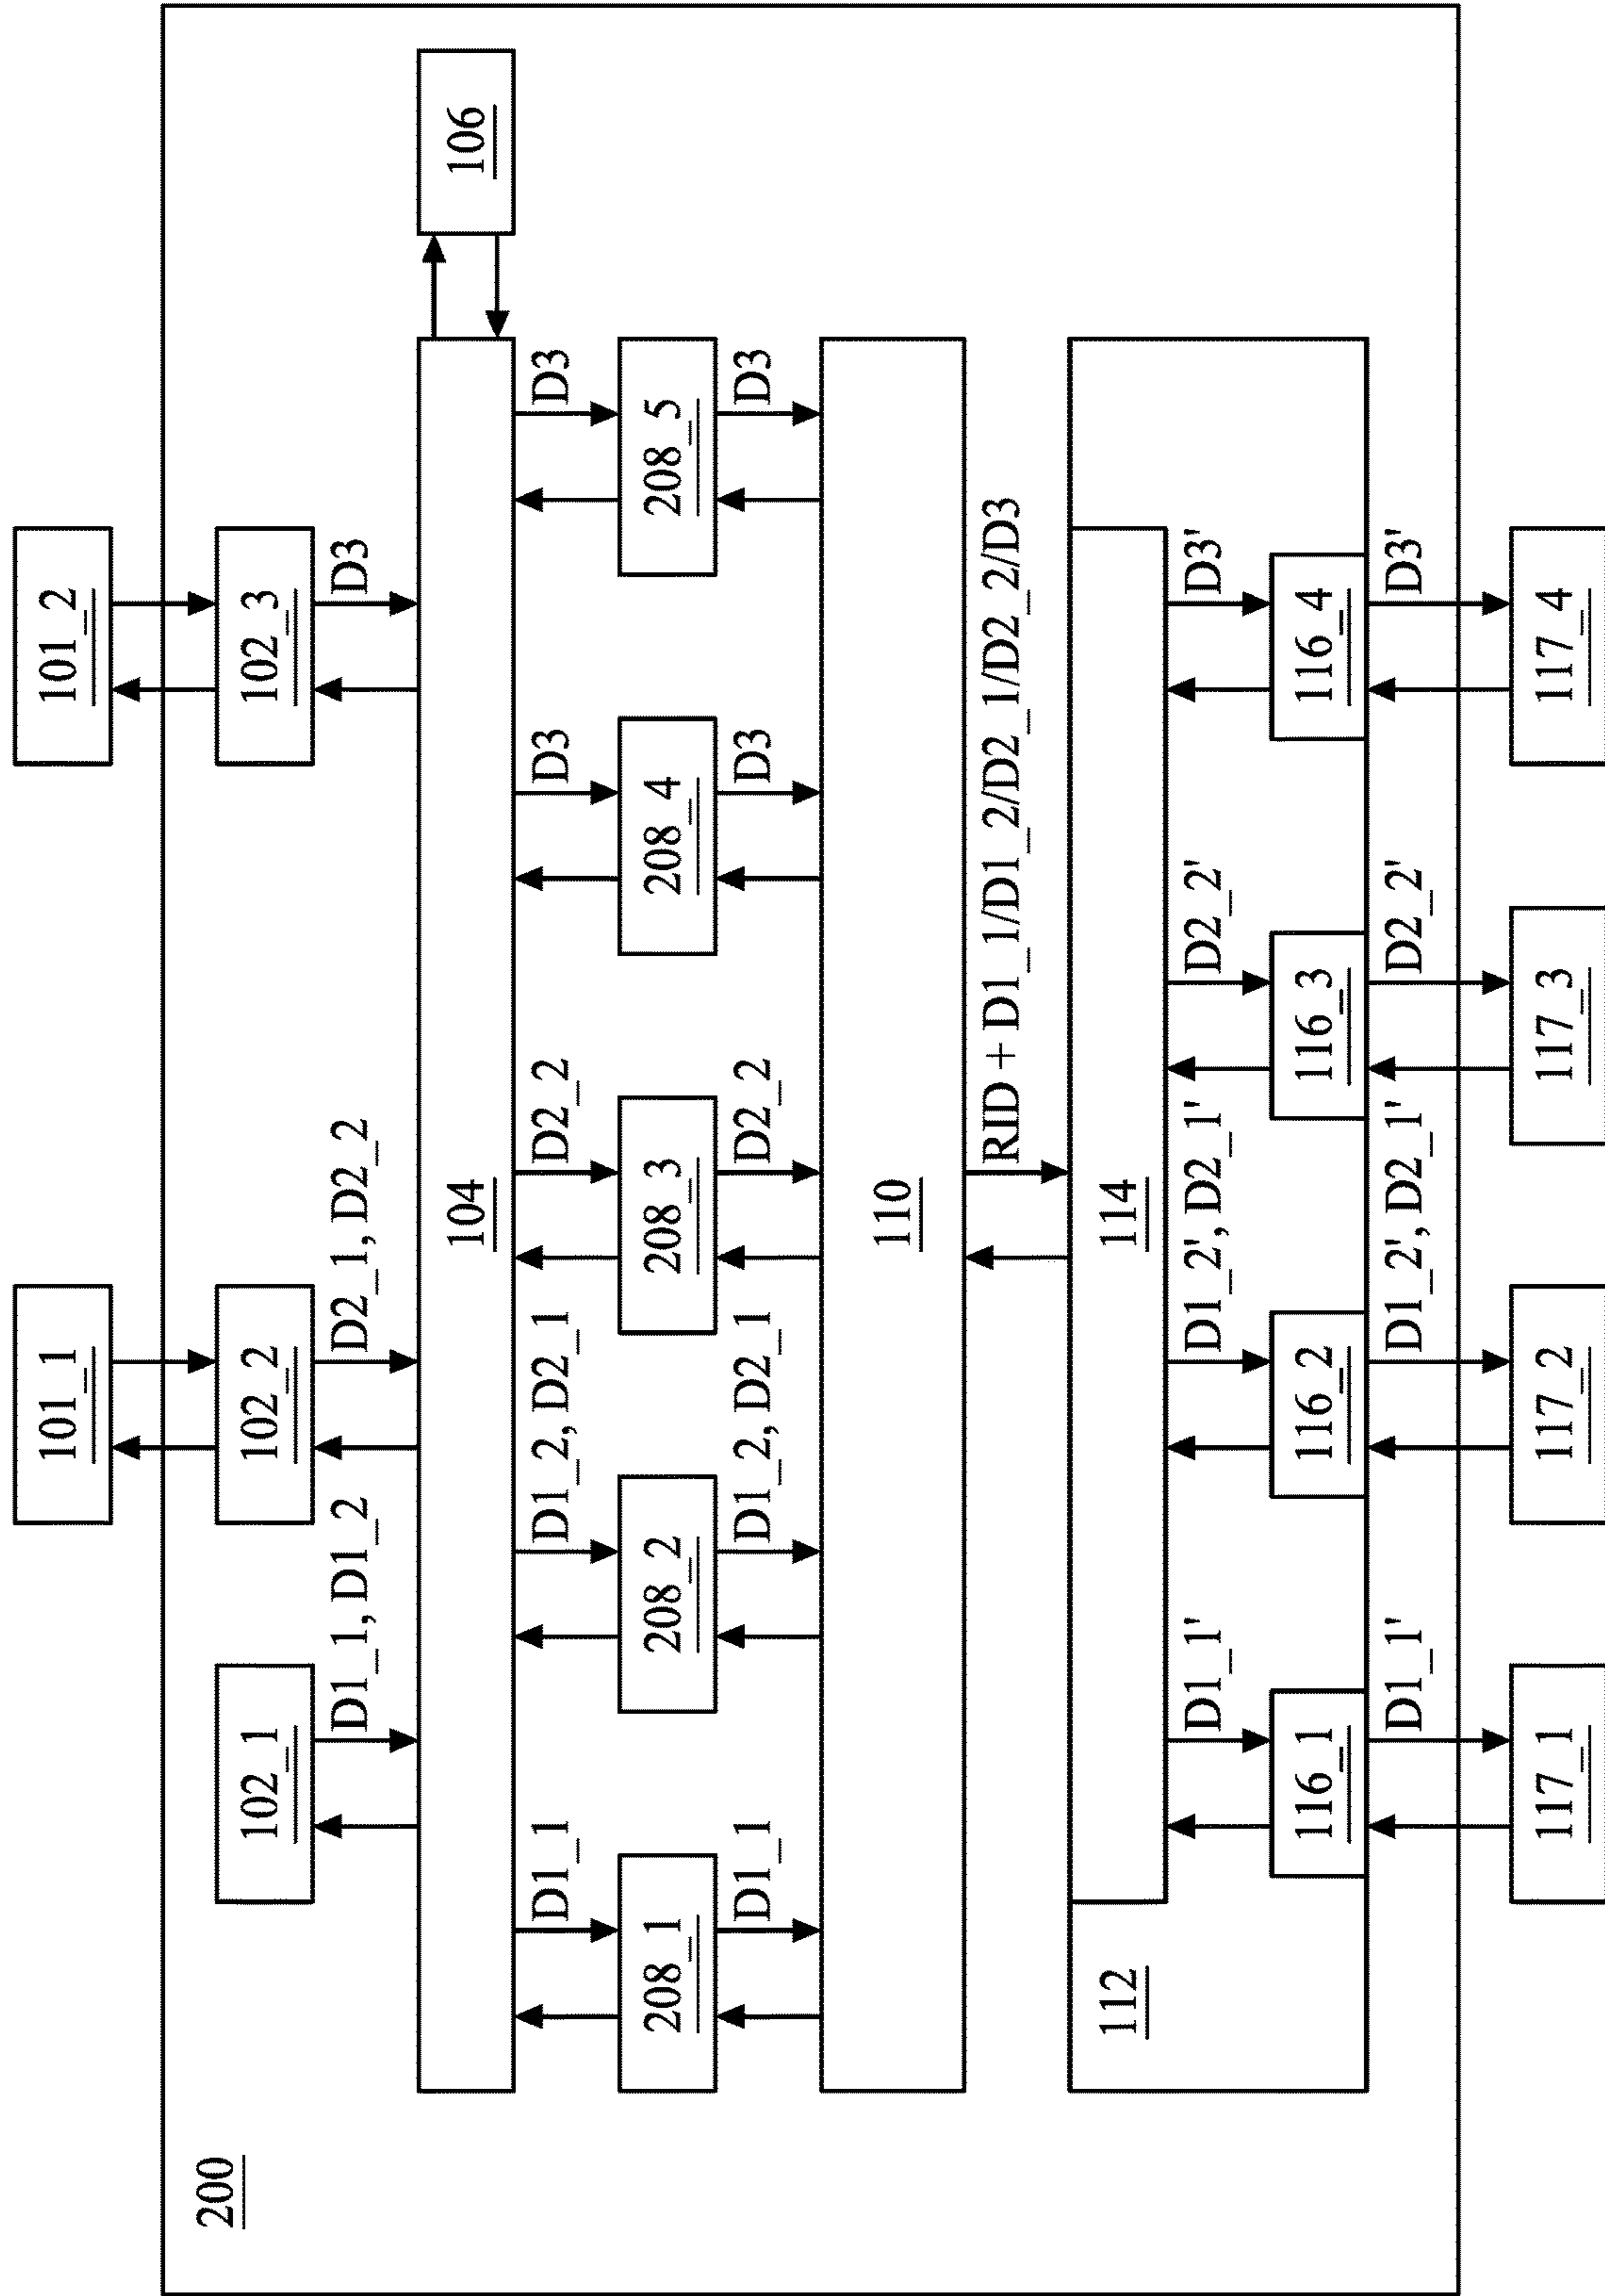 101_1
101_2
200
102_1
102_2
102_3
D1_1, D1_2
D2_1, D2_2
D3
104
106
D1_1
D1_2, D2_1
D2_2
D3
D3
208_1
208_2
208_3
208_4
208_5
D1_1
D1_2, D2_1
D2_2
D3
D3
110
RID + D1_1/D1_2/D2_1/D2_2/D3
112
114
D1_1'
D1_2', D2_1'
D2_2'
D3'
116_1
116_2
116_3
116_4
D1_1'
D1_2', D2_1'
D2_2'
D3'
117_1
117_2
117_3
117_4